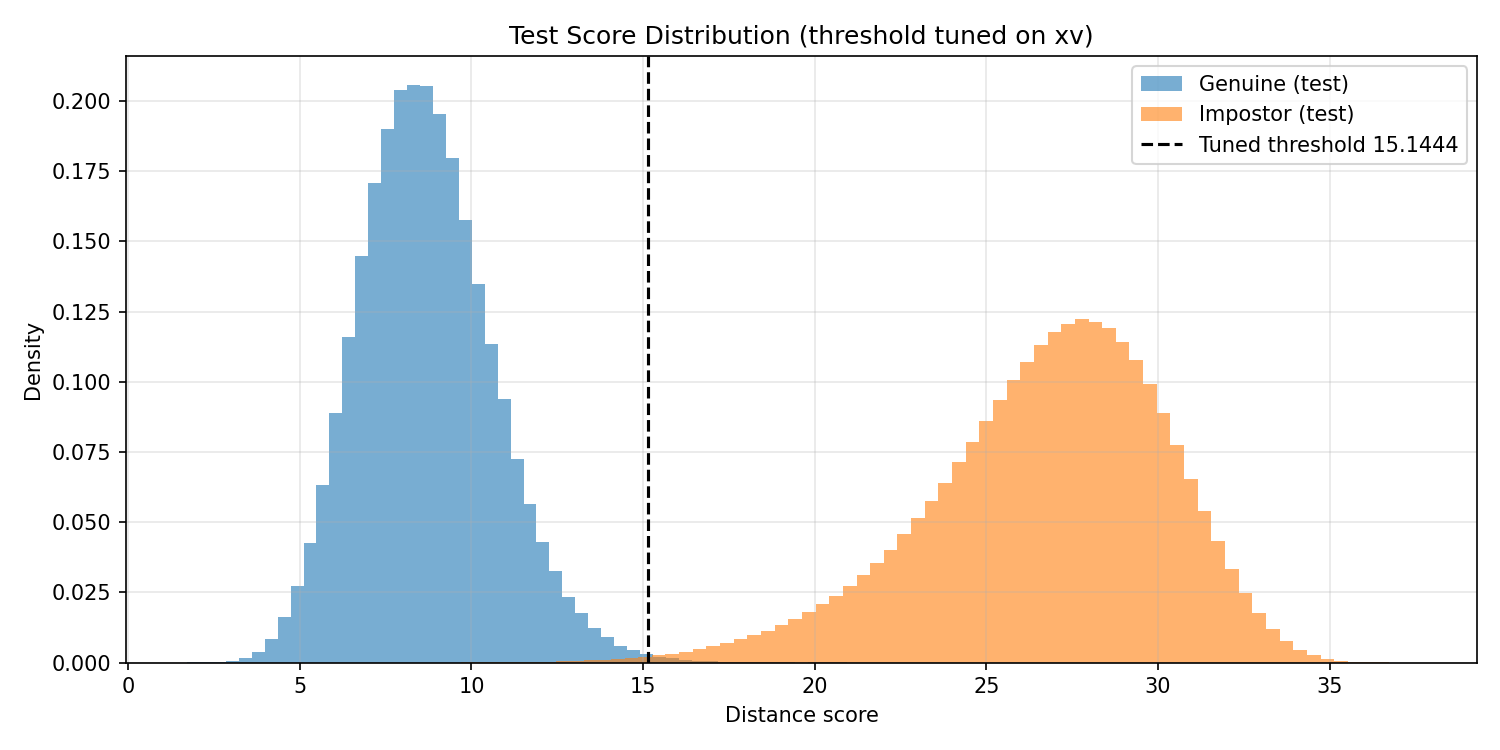 Test Score Distribution (threshold tuned on xv)
Genuine (test)
Impostor (test)
Tuned threshold 15.1444
Density
0.200
0.175
0.150
0.125
0.100
0.075
0.050
0.025
0.000
0 5 10 15 20 25 30 35
Distance score